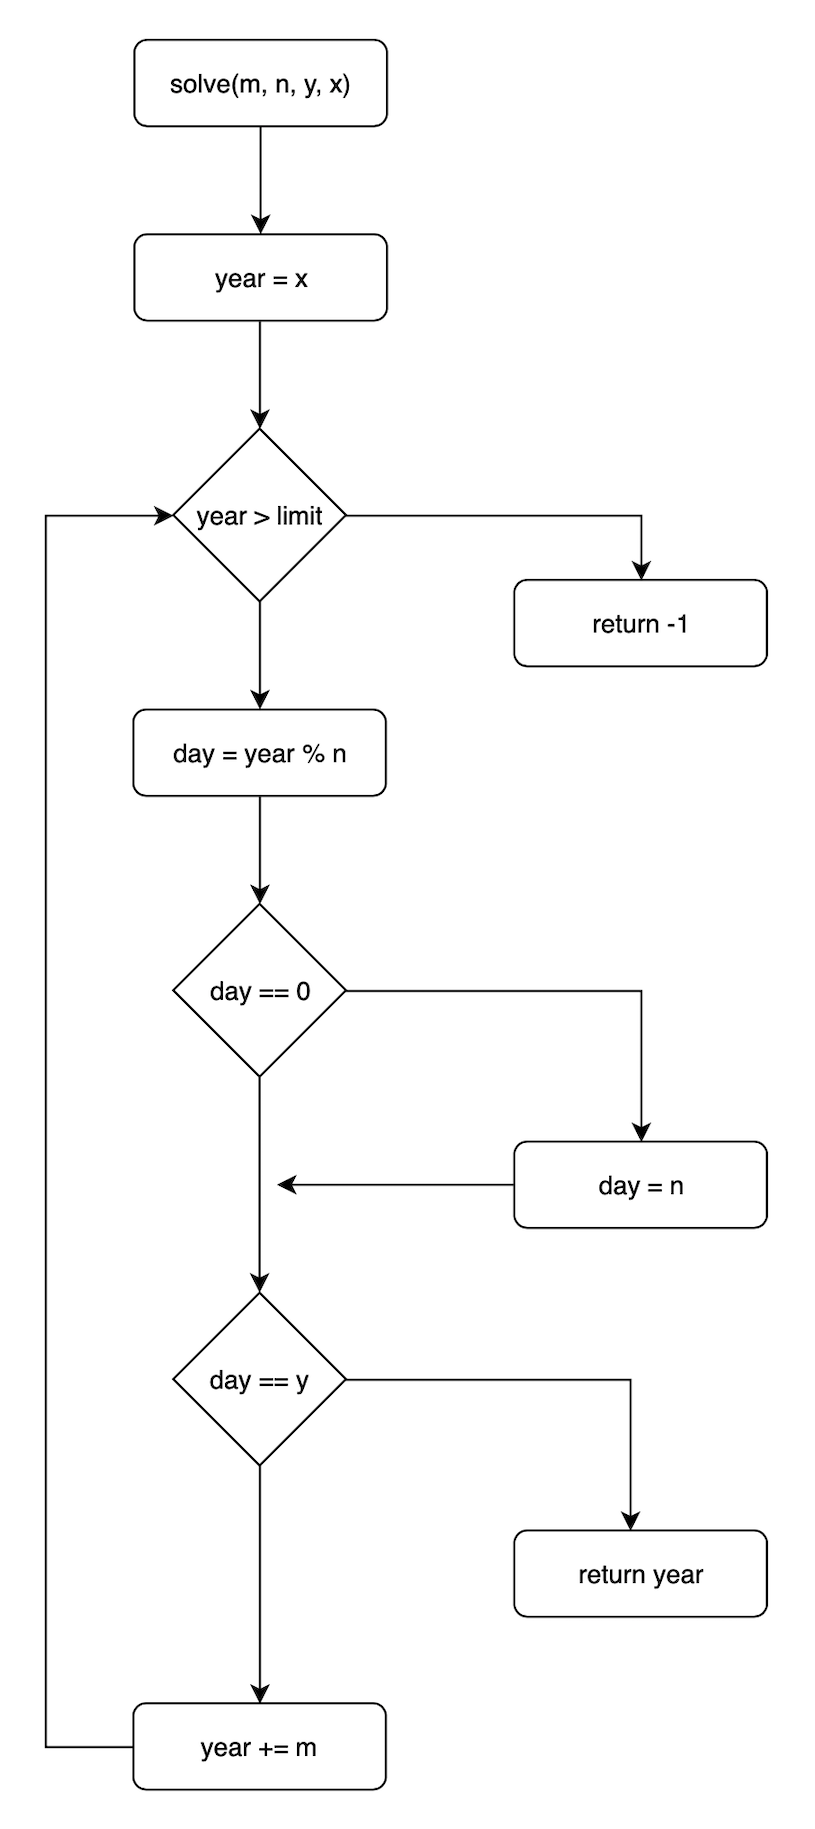 solve(m, n, y, x)
year = x
year > limit
return -1
day = year % n
day == 0
day = n
day == y
return year
year += m